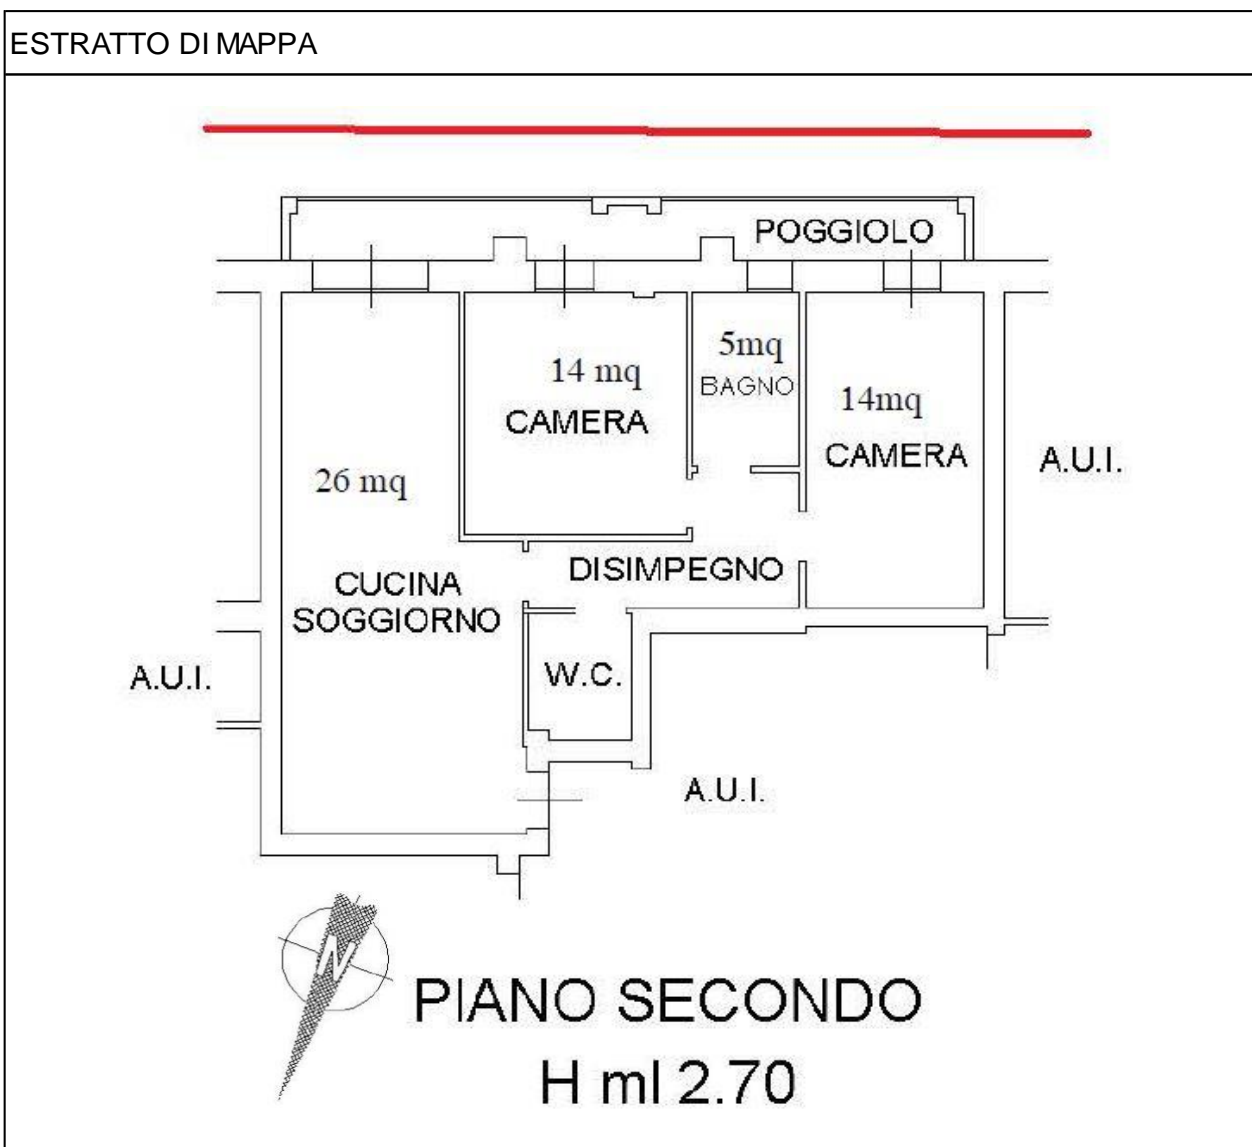 ESTRATTO DI MAPPA
POGGIOLO
5mq
BAGNO
14 mq
CAMERA
14mq
CAMERA
A.U.I.
26 mq
DISIMPEGNO
CUCINA
SOGGIORNO
W.C.
A.U.I.
A.U.I.
N
PIANO SECONDO
H ml 2.70